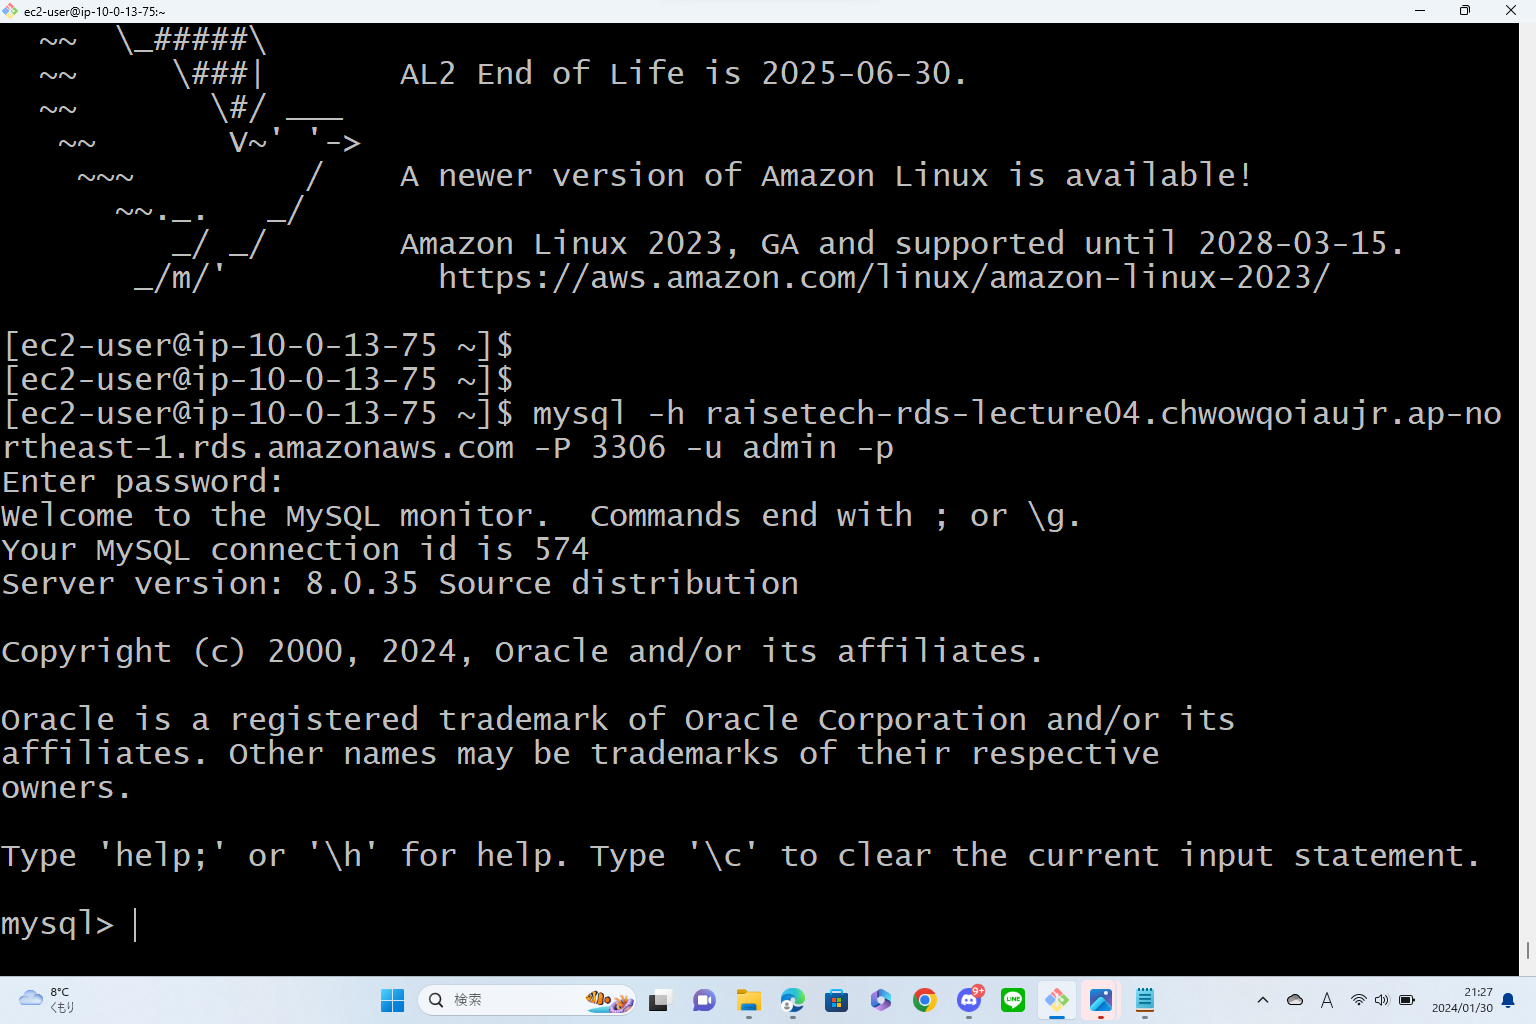 ec2-user@ip-10-0-13-75:~
~~  \_#####\
~~     \###|       AL2 End of Life is 2025-06-30.
~~       \#/ ___
~~       V~' '->
~~~         /    A newer version of Amazon Linux is available!
~~._.   _/
_/ _/       Amazon Linux 2023, GA and supported until 2028-03-15.
_/m/'           https://aws.amazon.com/linux/amazon-linux-2023/
[ec2-user@ip-10-0-13-75 ~]$
[ec2-user@ip-10-0-13-75 ~]$
[ec2-user@ip-10-0-13-75 ~]$ mysql -h raisetech-rds-lecture04.chwowqoiaujr.ap-no
rtheast-1.rds.amazonaws.com -P 3306 -u admin -p
Enter password:
Welcome to the MySQL monitor.  Commands end with ; or \g.
Your MySQL connection id is 574
Server version: 8.0.35 Source distribution
Copyright (c) 2000, 2024, Oracle and/or its affiliates.
Oracle is a registered trademark of Oracle Corporation and/or its
affiliates. Other names may be trademarks of their respective
owners.
Type 'help;' or '\h' for help. Type '\c' to clear the current input statement.
mysql>
8°C
くもり
検索
9+
LINE
A
21:27
2024/01/30